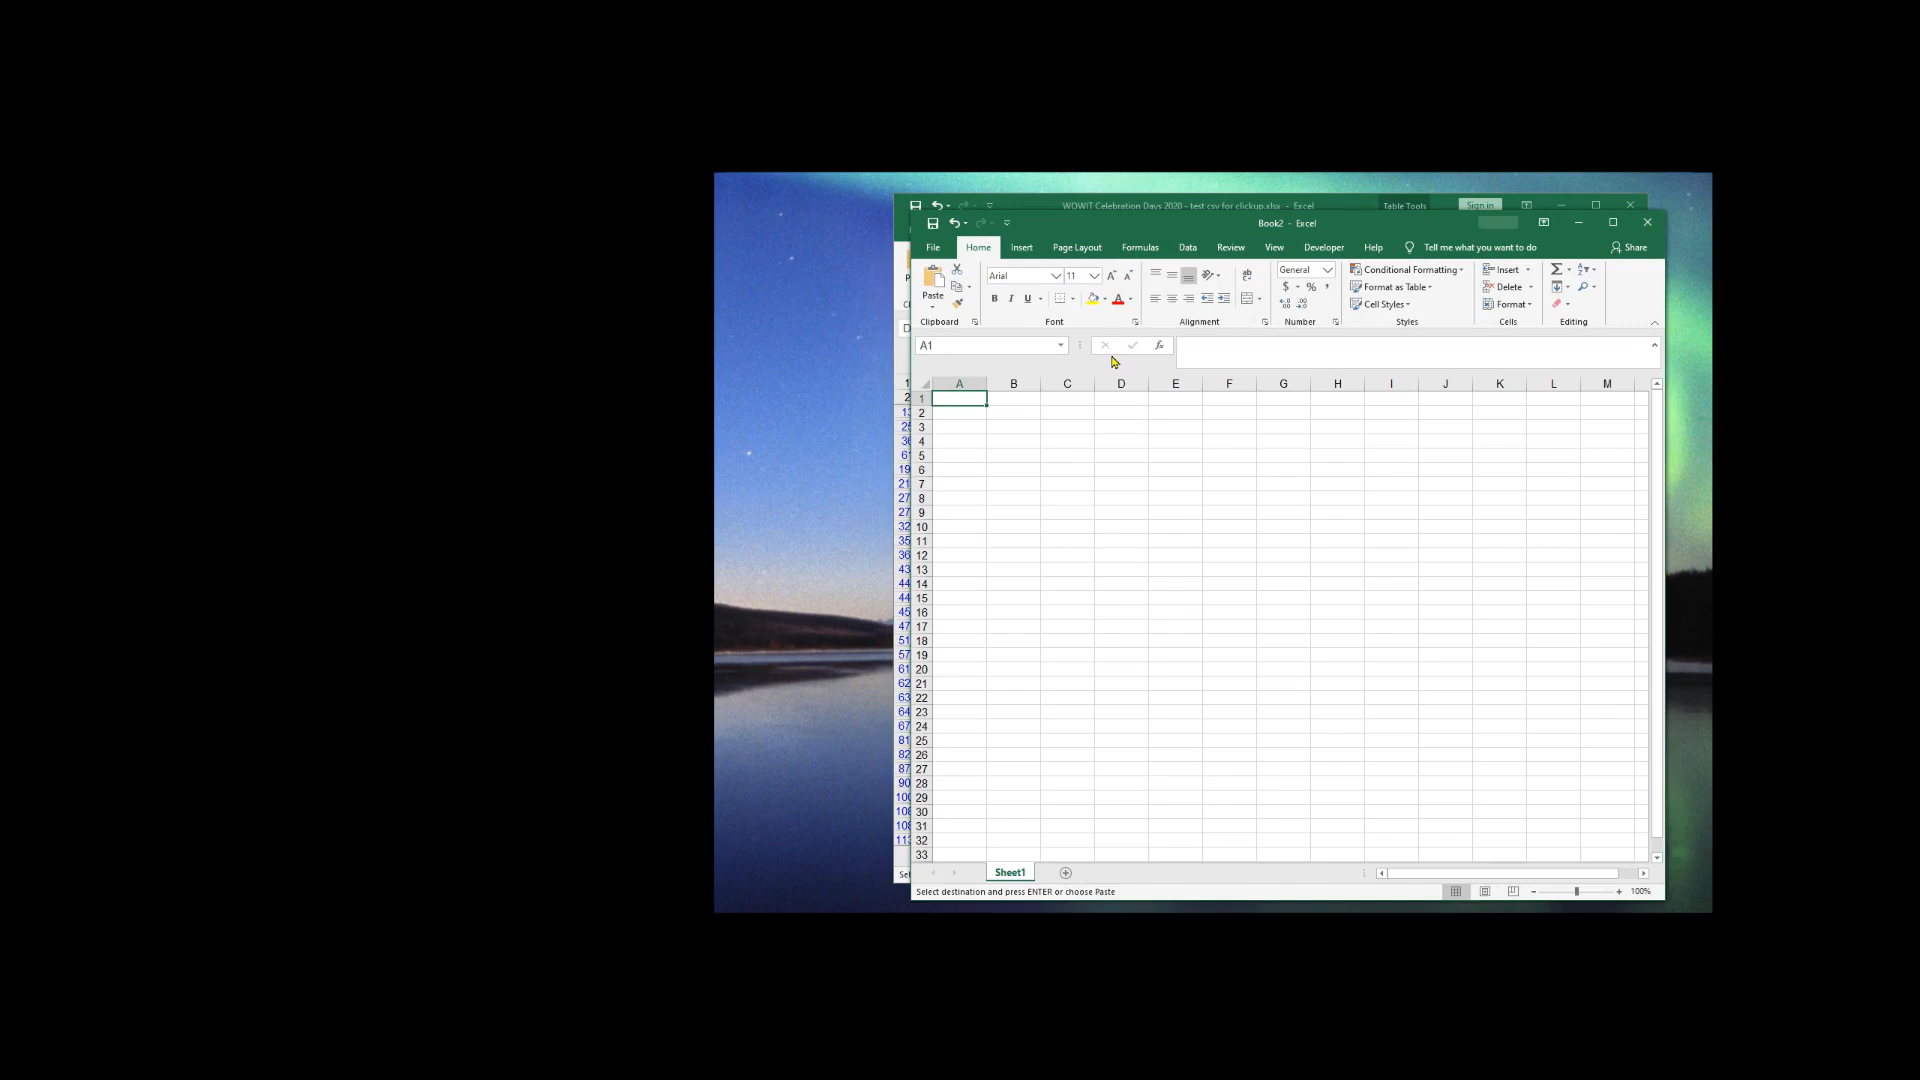 WOWIT Celebration Days 2020 - test csv for clickup.xlsx - Excel
Table Tools
Sign in
Book2 - Excel
File Home Insert Page Layout Formulas Data Review View Developer Help Tell me what you want to do Share
Paste
Arial 11
B I U
General
$ % ,
Conditional Formatting
Format as Table
Cell Styles
Insert
Delete
Format
Clipboard Font Alignment Number Styles Cells Editing
A1
fx
A B C D E F G H I J K L M
1
2
3
4
5
6
7
8
9
10
11
12
13
14
15
16
17
18
19
20
21
22
23
24
25
26
27
28
29
30
31
32
33
Sheet1
Select destination and press ENTER or choose Paste
100%